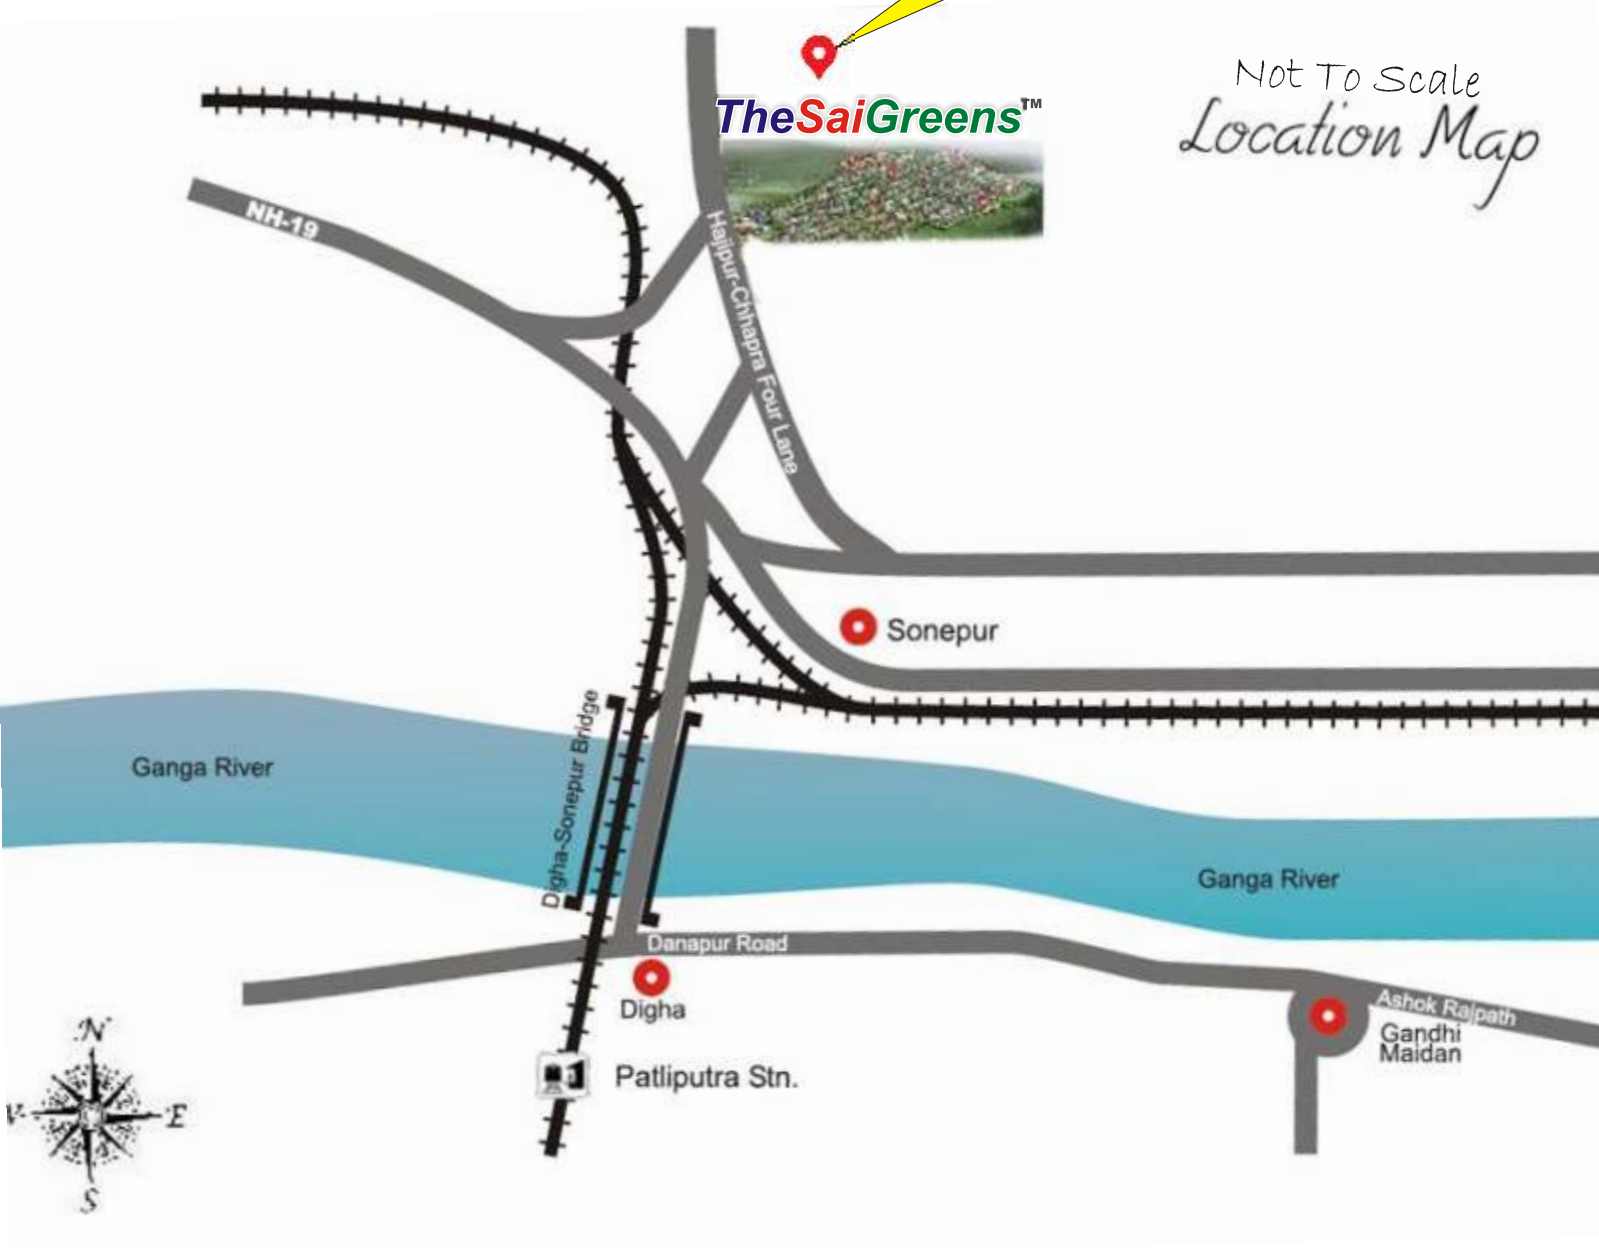 Not To Scale
Location Map
TheSaiGreens™
NH-19
Hajipur-Chhapra Four Lane
Sonepur
Digha-Sonepur Bridge
Ganga River
Ganga River
Danapur Road
Digha
Ashok Rajpath
Gandhi
Maidan
Patliputra Stn.
N
E
S